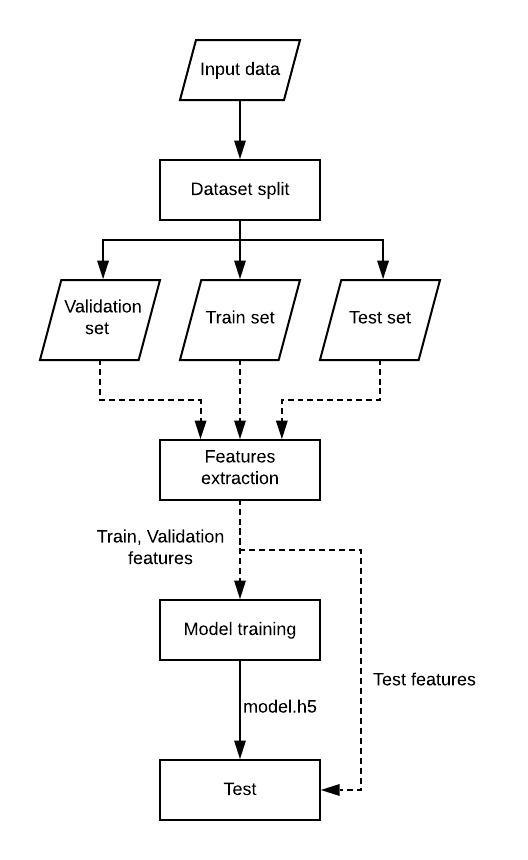 Input data
Dataset split
Validation
set
Train set
Test set
Features
extraction
Train, Validation
features
Model training
Test features
model.h5
Test